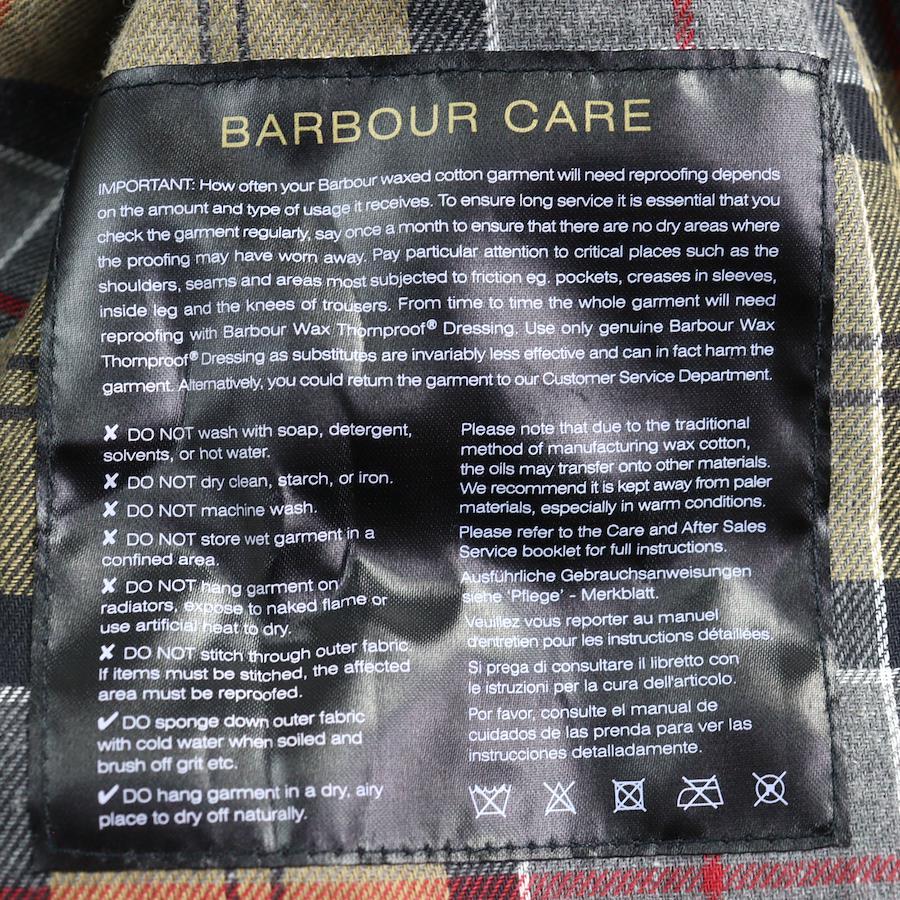 BARBOUR CARE
IMPORTANT: How often your Barbour waxed cotton garment will need reproofing depends
on the amount and type of usage it receives. To ensure long service it is essential that you
check the garment regularly, say once a month to ensure that there are no dry areas where
the proofing may have worn away. Pay particular attention to critical places such as the
shoulders, seams and areas most subjected to friction eg. pockets, creases in sleeves,
inside leg and the knees of trousers. From time to time the whole garment will need
reproofing with Barbour Wax Thornproof® Dressing. Use only genuine Barbour Wax
Thornproof® Dressing as substitutes are invariably less effective and can in fact harm the
garment. Alternatively, you could return the garment to our Customer Service Department.
✘ DO NOT wash with soap, detergent,
solvents, or hot water.
✘ DO NOT dry clean, starch, or iron.
✘ DO NOT machine wash.
✘ DO NOT store wet garment in a
confined area.
✘ DO NOT hang garment on
radiators, expose to naked flame or
use artificial heat to dry.
✘ DO NOT stitch through outer fabric
If items must be stitched, the affected
area must be reproofed.
✔ DO sponge down outer fabric
with cold water when soiled and
brush off grit etc.
✔ DO hang garment in a dry, airy
place to dry off naturally.
Please note that due to the traditional
method of manufacturing wax cotton,
the oils may transfer onto other materials.
We recommend it is kept away from paler
materials, especially in warm conditions.
Please refer to the Care and After Sales
Service booklet for full instructions.
Ausführliche Gebrauchsanweisungen
siehe 'Pflege' - Merkblatt.
Veuillez vous reporter au manuel
d'entretien pour les instructions détaillées.
Si prega di consultare il libretto con
le istruzioni per la cura dell'articolo.
Por favor, consulte el manual de
cuidados de las prenda para ver las
instrucciones detalladamente.